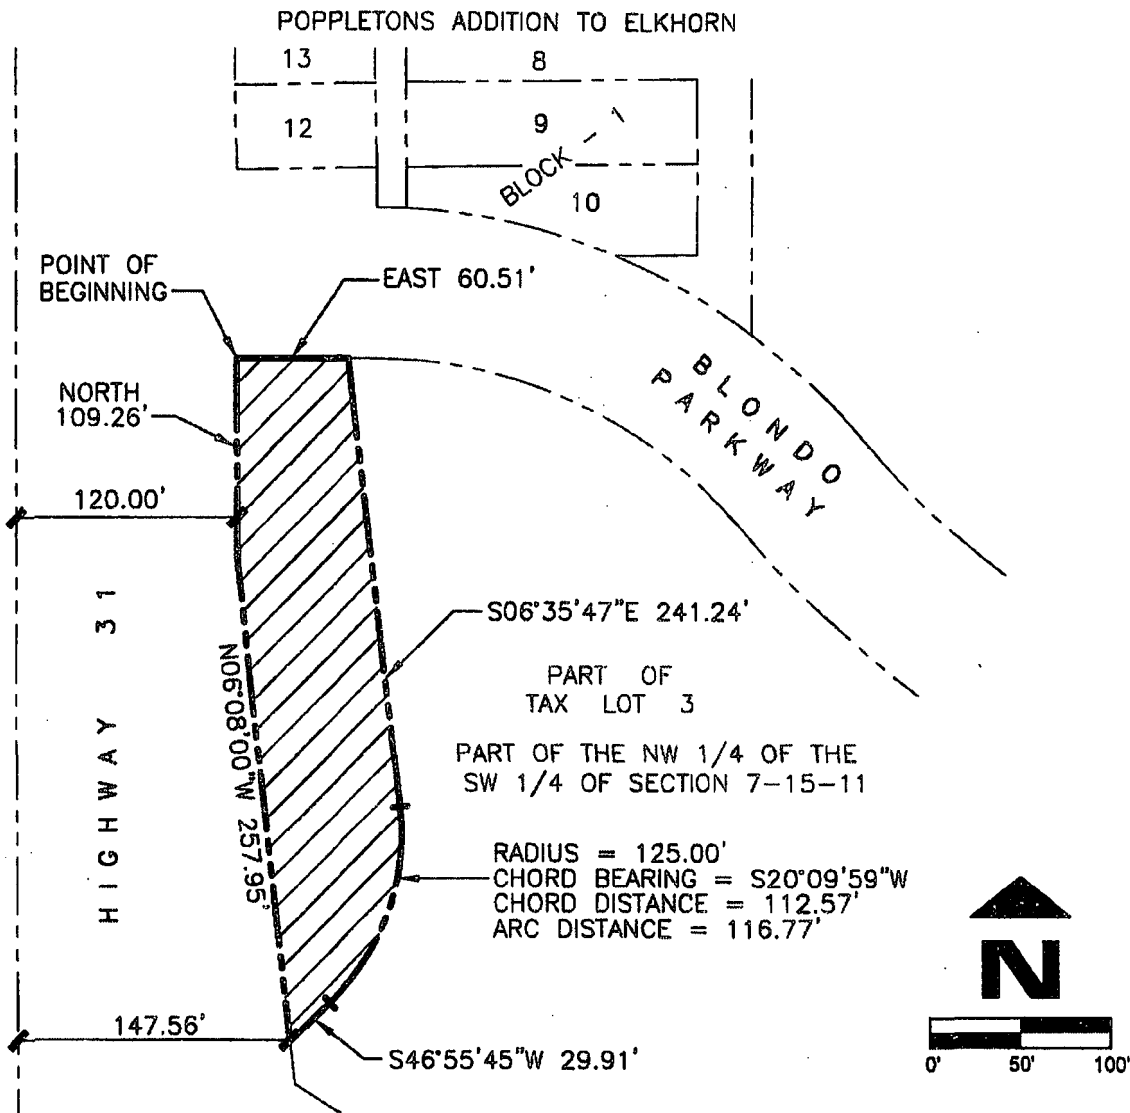 POPPLETONS ADDITION TO ELKHORN
13
8
12
9
BLOCK - 1
10
POINT OF
BEGINNING
EAST 60.51'
NORTH
109.26'
BLONDO
PARKWAY
120.00'
HIGHWAY 31
S06°35'47"E 241.24'
N06°08'00"W 257.95'
PART OF
TAX LOT 3
PART OF THE NW 1/4 OF THE
SW 1/4 OF SECTION 7-15-11
RADIUS = 125.00'
CHORD BEARING = S20°09'59"W
CHORD DISTANCE = 112.57'
ARC DISTANCE = 116.77'
147.56'
S46°55'45"W 29.91'
N
0' 50' 100'